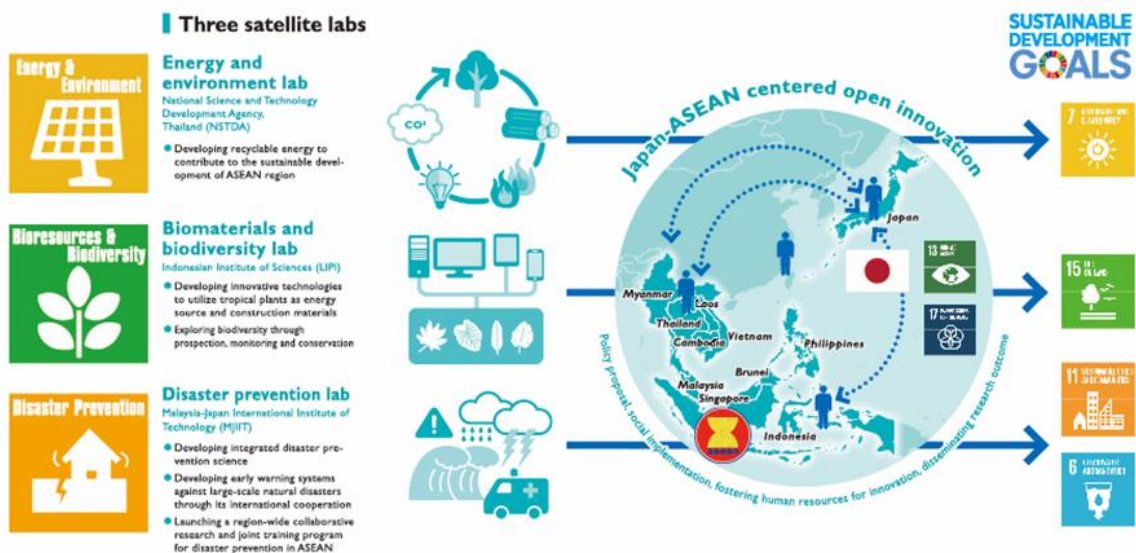 Three satellite labs
Energy &
Environment
Energy and
environment lab
National Science and Technology
Development Agency,
Thailand (NSTDA)
● Developing recyclable energy to
contribute to the sustainable devel-
opment of ASEAN region
CO²
Bioresources &
Biodiversity
Biomaterials and
biodiversity lab
Indonesian Institute of Sciences (LIPI)
● Developing innovative technologies
to utilize tropical plants as energy
source and construction materials
● Exploring biodiversity through
prospection, monitoring and conservation
Disaster Prevention
Disaster prevention lab
Malaysia-Japan International Institute of
Technology (MJIIT)
● Developing integrated disaster pre-
vention science
● Developing early warning systems
against large-scale natural disasters
through its international cooperation
● Launching a region-wide collaborative
research and joint training program
for disaster prevention in ASEAN
Japan-ASEAN centered open innovation
Japan
Myanmar
Laos
Thailand
Cambodia
Vietnam
Philippines
Brunei
Malaysia
Singapore
Indonesia
13
17
Policy proposal, social implementation, fostering human resources for innovation, disseminating research outcome
SUSTAINABLE
DEVELOPMENT
GOALS
7
15
11
6